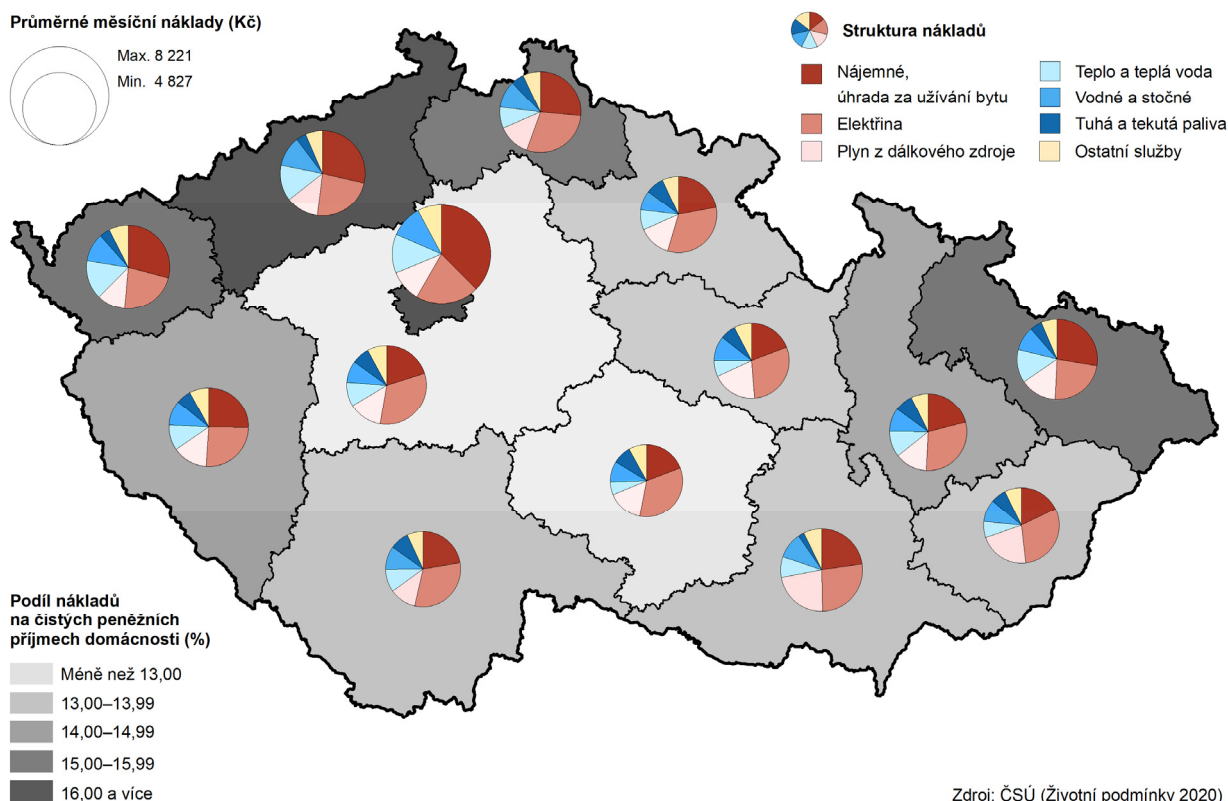 Průměrné měsíční náklady (Kč)
Max. 8 221
Min. 4 827
Struktura nákladů
Nájemné,
úhrada za užívání bytu
Elektřina
Plyn z dálkového zdroje
Teplo a teplá voda
Vodné a stočné
Tuhá a tekutá paliva
Ostatní služby
Podíl nákladů
na čistých peněžních
příjmech domácnosti (%)
Méně než 13,00
13,00–13,99
14,00–14,99
15,00–15,99
16,00 a více
Zdroj: ČSÚ (Životní podmínky 2020)